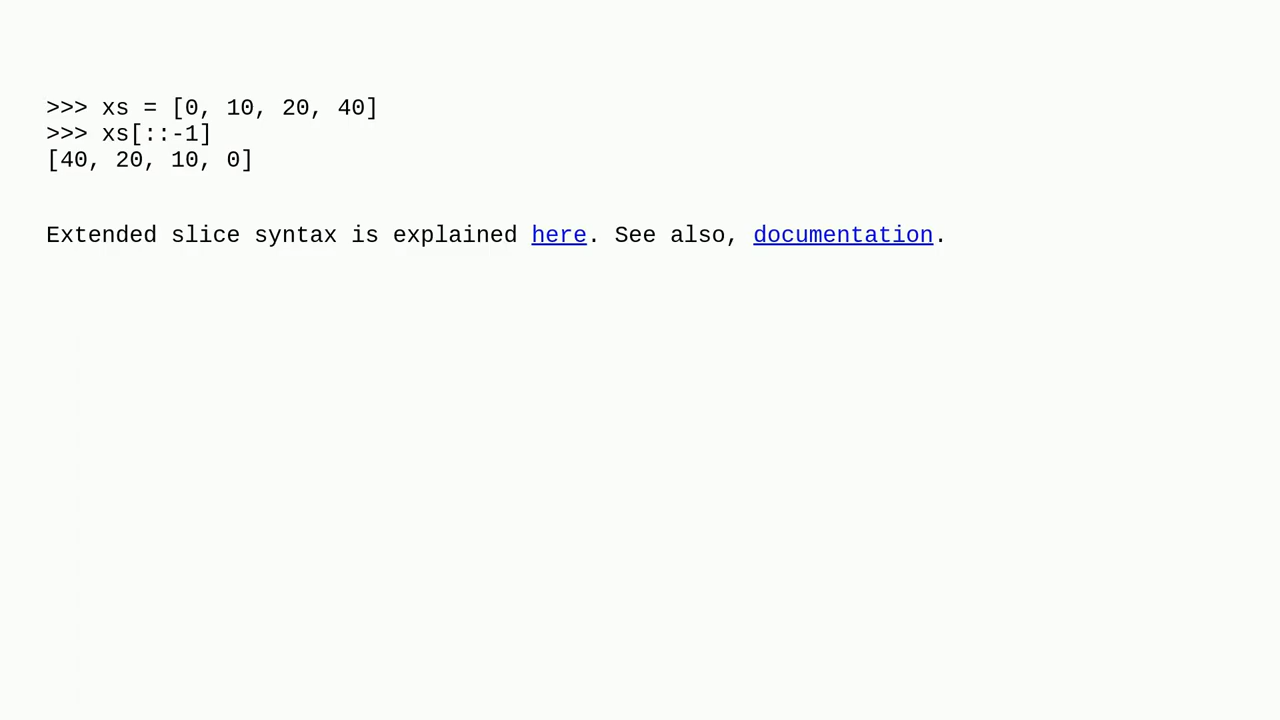 >>> xs = [0, 10, 20, 40]
>>> xs[::-1]
[40, 20, 10, 0]
Extended slice syntax is explained here. See also, documentation.